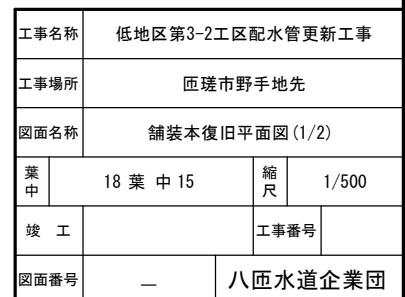 工事名称 低地区第3-2工区配水管更新工事
工事場所 匝瑳市野手地先
図面名称 舗装本復旧平面図(1/2)
葉中 18 葉 中 15 縮尺 1/500
竣 工 工事番号
図面番号 — 八匝水道企業団